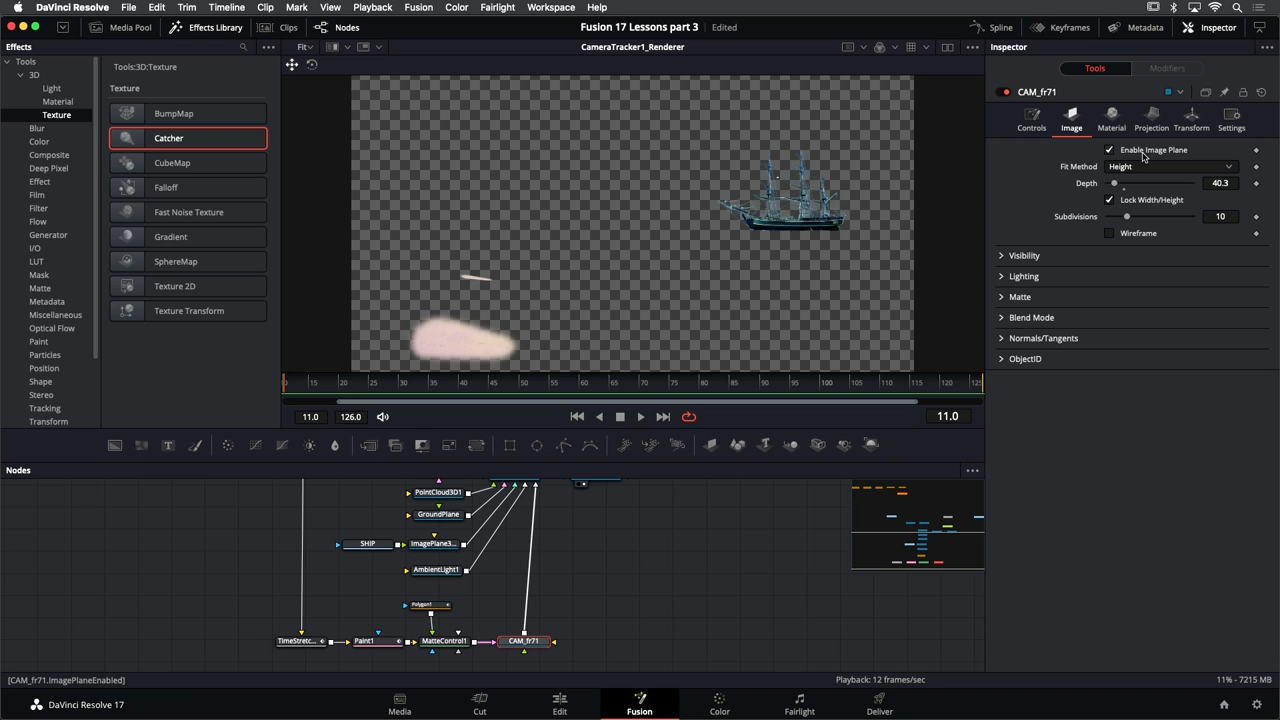 DaVinci Resolve File Edit Trim Timeline Clip Mark View Playback Fusion Color Fairlight Workspace Help
Media Pool Effects Library Clips Nodes Fusion 17 Lessons part 3 Edited Spline Keyframes Metadata Inspector
Effects Fit CameraTracker1_Renderer Inspector
Tools
3D
Light
Material
Texture
Blur
Color
Composite
Deep Pixel
Effect
Film
Filter
Flow
Generator
I/O
LUT
Mask
Matte
Metadata
Miscellaneous
Optical Flow
Paint
Particles
Position
Shape
Stereo
Tracking
Transform
Tools:3D:Texture
Texture
BumpMap
Catcher
CubeMap
Falloff
Fast Noise Texture
Gradient
SphereMap
Texture 2D
Texture Transform
15 20 25 30 35 40 45 50 55 60 65 70 75 80 85 90 95 100 105 110 115 120 125
11.0 126.0 11.0
Tools Modifiers
CAM_fr71
Controls Image Material Projection Transform Settings
Enable Image Plane
Fit Method Height
Depth 40.3
Lock Width/Height
Subdivisions 10
Wireframe
Visibility
Lighting
Matte
Blend Mode
Normals/Tangents
ObjectID
Nodes
PointCloud3D1
GroundPlane
SHIP ImagePlane3...
AmbientLight1
Polygon1
TimeStretc... Paint1 MatteControl1 CAM_fr71
[CAM_fr71.ImagePlaneEnabled] Playback: 12 frames/sec 11% - 7215 MB
DaVinci Resolve 17 Media Cut Edit Fusion Color Fairlight Deliver